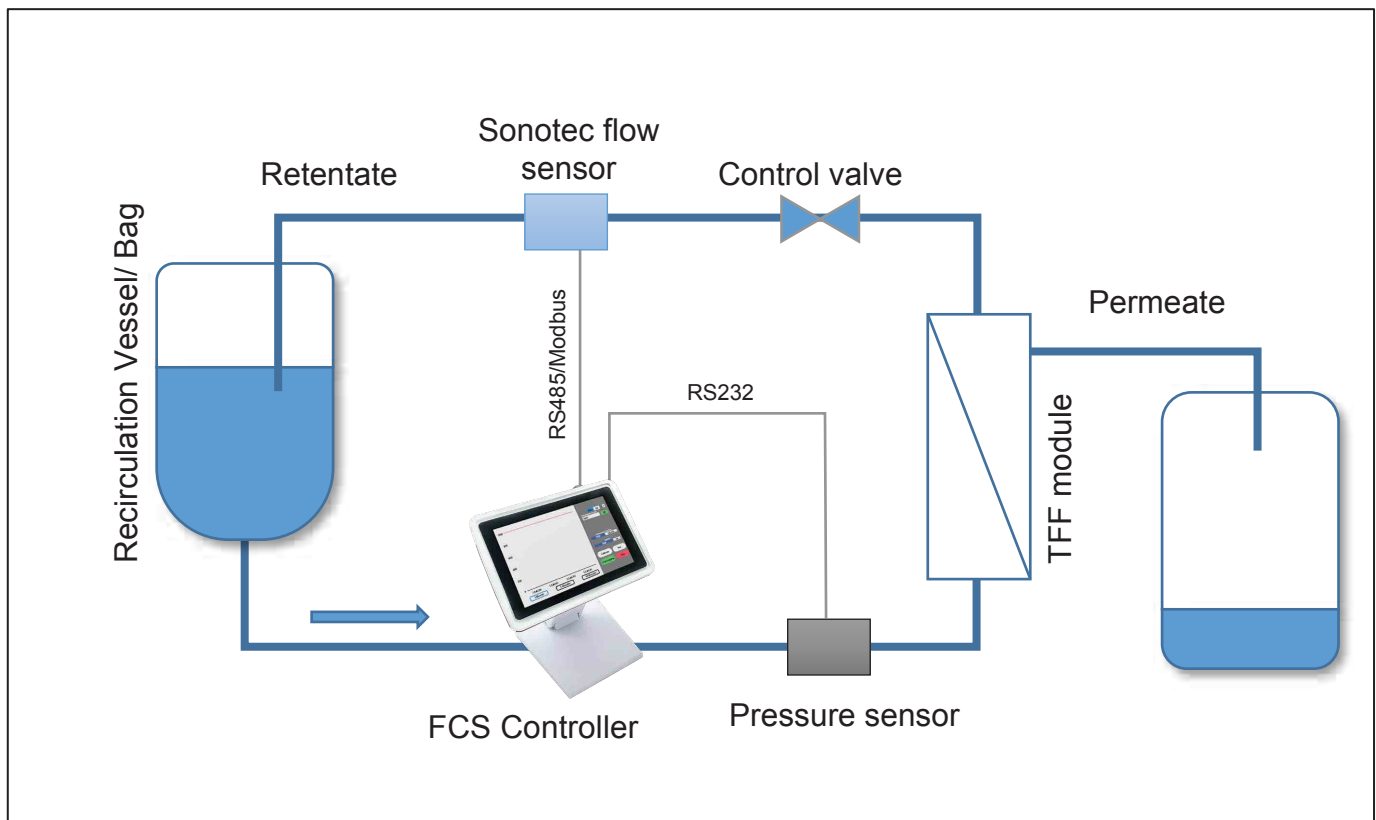 Sonotec flow
sensor
Retentate
Control valve
Recirculation Vessel/ Bag
Permeate
RS485/Modbus
RS232
TFF module
FCS Controller
Pressure sensor